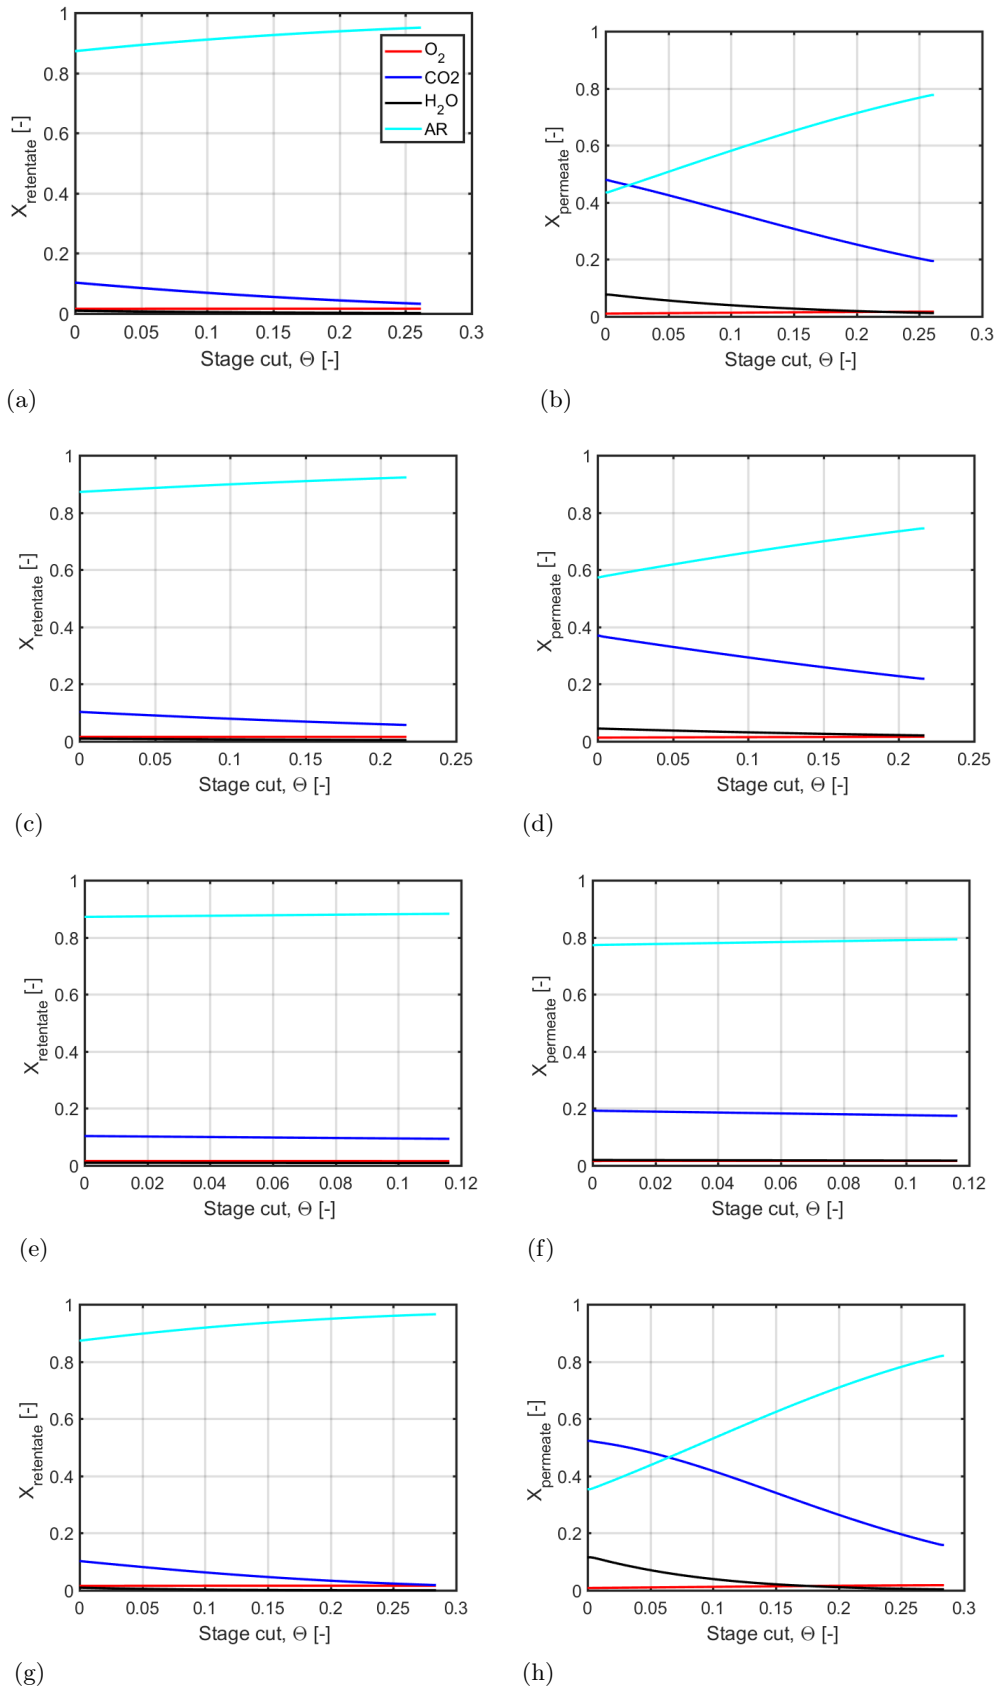 1
0.8
0.6
0.4
0.2
0
X_retentate [-]
0 0.05 0.1 0.15 0.2 0.25 0.3
Stage cut, Θ [-]
O_2
CO2
H_2O
AR
(a)
1
0.8
0.6
0.4
0.2
0
X_permeate [-]
0 0.05 0.1 0.15 0.2 0.25 0.3
Stage cut, Θ [-]
(b)
1
0.8
0.6
0.4
0.2
0
X_retentate [-]
0 0.05 0.1 0.15 0.2 0.25
Stage cut, Θ [-]
(c)
1
0.8
0.6
0.4
0.2
0
X_permeate [-]
0 0.05 0.1 0.15 0.2 0.25
Stage cut, Θ [-]
(d)
1
0.8
0.6
0.4
0.2
0
X_retentate [-]
0 0.02 0.04 0.06 0.08 0.1 0.12
Stage cut, Θ [-]
(e)
1
0.8
0.6
0.4
0.2
0
X_permeate [-]
0 0.02 0.04 0.06 0.08 0.1 0.12
Stage cut, Θ [-]
(f)
1
0.8
0.6
0.4
0.2
0
X_retentate [-]
0 0.05 0.1 0.15 0.2 0.25 0.3
Stage cut, Θ [-]
(g)
1
0.8
0.6
0.4
0.2
0
X_permeate [-]
0 0.05 0.1 0.15 0.2 0.25 0.3
Stage cut, Θ [-]
(h)